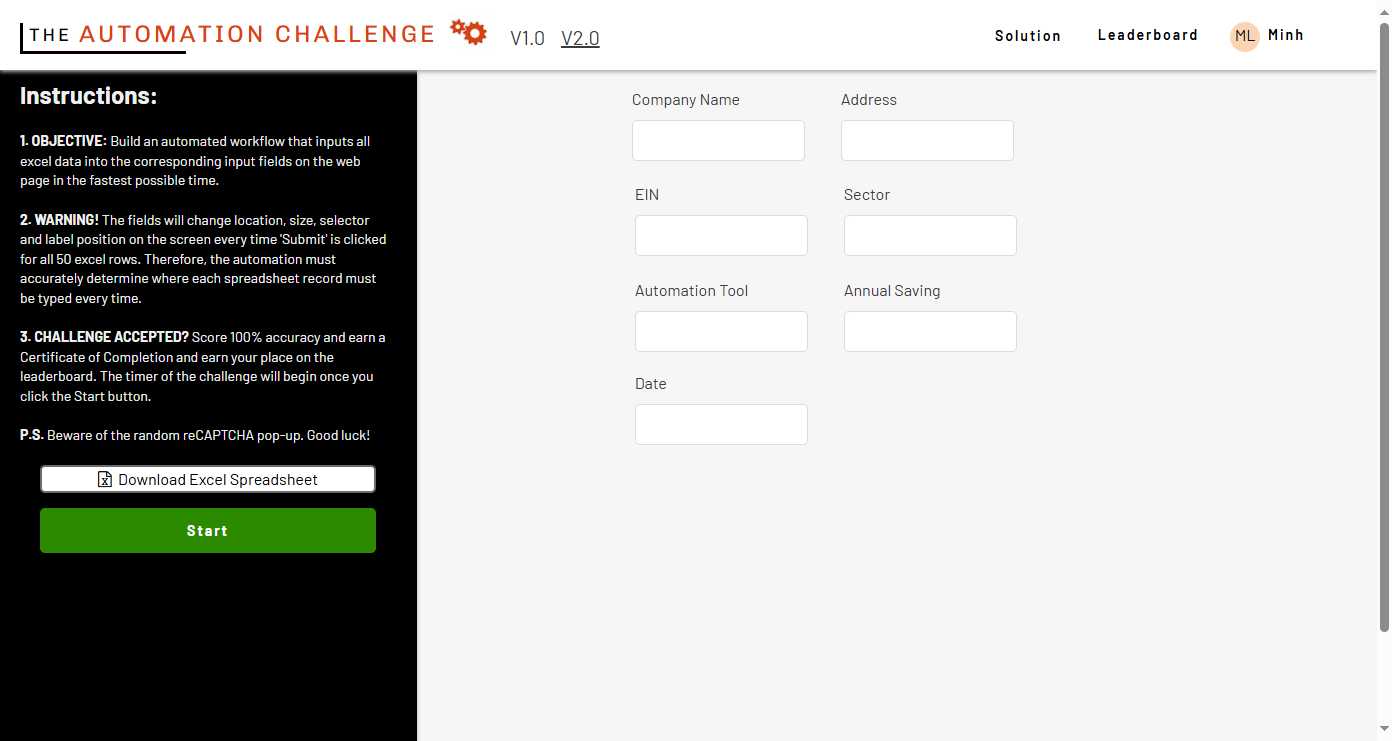 THE AUTOMATION CHALLENGE V1.0 V2.0
Solution Leaderboard ML Minh
Instructions:
1. OBJECTIVE: Build an automated workflow that inputs all
excel data into the corresponding input fields on the web
page in the fastest possible time.
2. WARNING! The fields will change location, size, selector
and label position on the screen every time 'Submit' is clicked
for all 50 excel rows. Therefore, the automation must
accurately determine where each spreadsheet record must
be typed every time.
3. CHALLENGE ACCEPTED? Score 100% accuracy and earn a
Certificate of Completion and earn your place on the
leaderboard. The timer of the challenge will begin once you
click the Start button.
P.S. Beware of the random reCAPTCHA pop-up. Good luck!
Download Excel Spreadsheet
Start
Company Name Address
EIN Sector
Automation Tool Annual Saving
Date